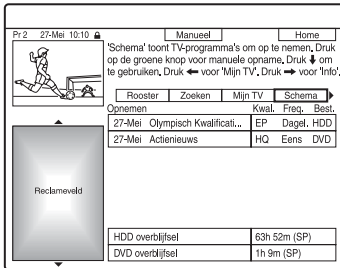 Pr 2 27-Mei 10:10 Manueel Home
'Schema' toont TV-programma's om op te nemen. Druk
op de groene knop voor manuele opname. Druk om
te gebruiken. Druk voor 'Mijn TV'. Druk voor 'Info'.
Rooster Zoeken Mijn TV Schema
Opnemen Kwal. Freq. Best.
27-Mei Olympisch Kwalificati... EP Dagel. HDD
27-Mei Actienieuws HQ Eens DVD
Reclameveld
HDD overblijfsel 63h 52m (SP)
DVD overblijfsel 1h 9m (SP)